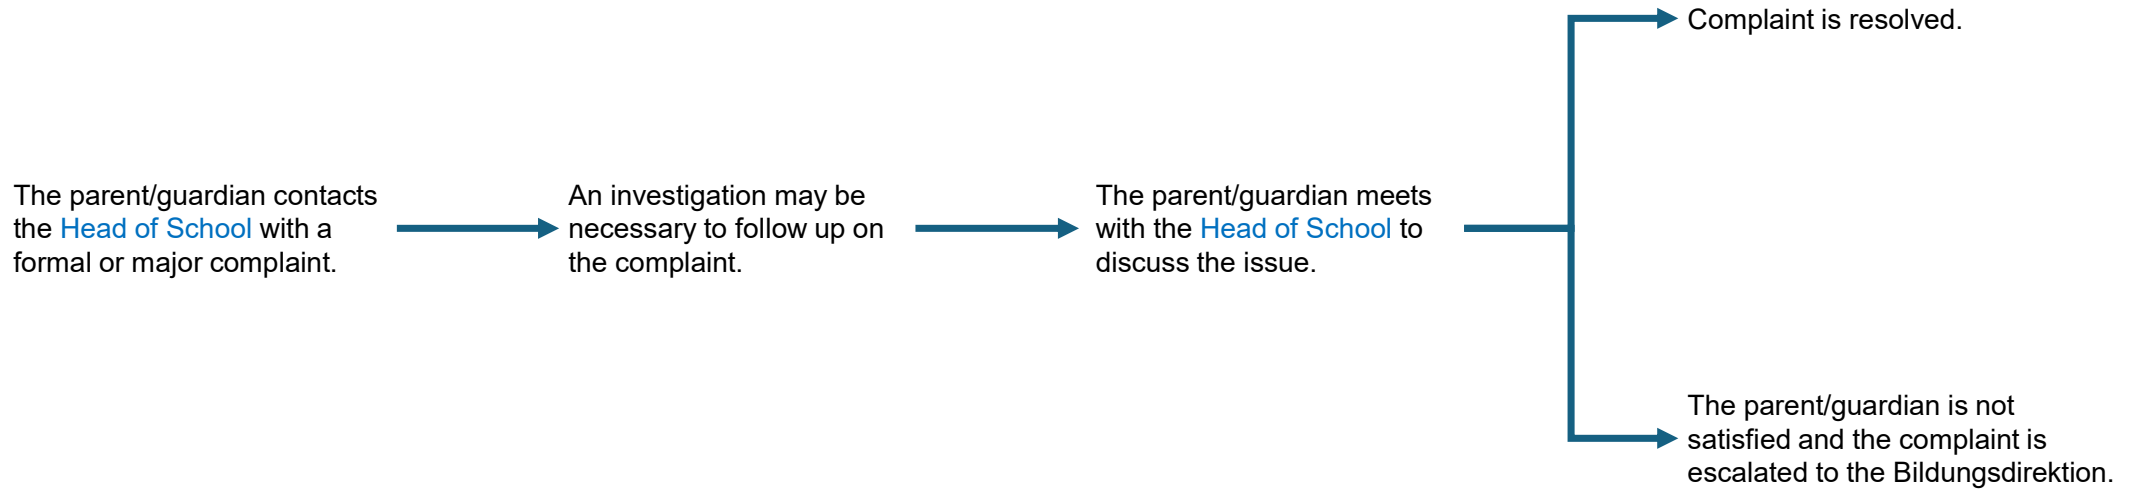 The parent/guardian contacts
the Head of School with a
formal or major complaint.
An investigation may be
necessary to follow up on
the complaint.
The parent/guardian meets
with the Head of School to
discuss the issue.
Complaint is resolved.
The parent/guardian is not
satisfied and the complaint is
escalated to the Bildungsdirektion.